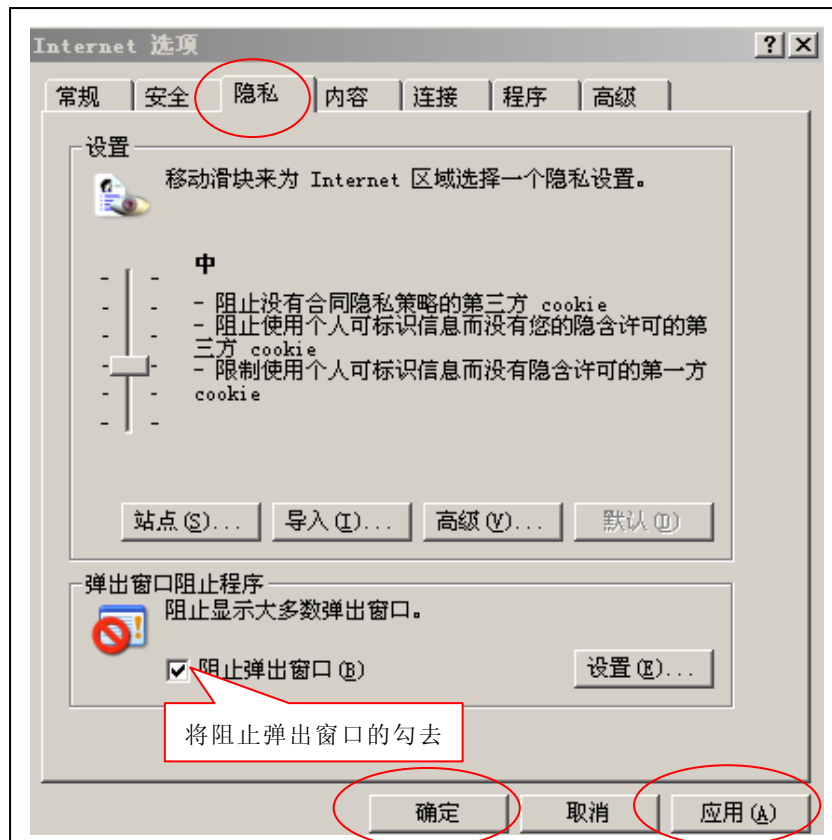 Internet 选项
常规 安全 隐私 内容 连接 程序 高级
设置
移动滑块来为 Internet 区域选择一个隐私设置。
中
- 阻止没有合同隐私策略的第三方 cookie
- 阻止使用个人可标识信息而没有您的隐含许可的第
三方 cookie
- 限制使用个人可标识信息而没有隐含许可的第一方
cookie
站点(S)... 导入(I)... 高级(V)... 默认(D)
弹出窗口阻止程序
阻止显示大多数弹出窗口。
阻止弹出窗口(B) 设置(E)...
将阻止弹出窗口的勾去
确定 取消 应用(A)